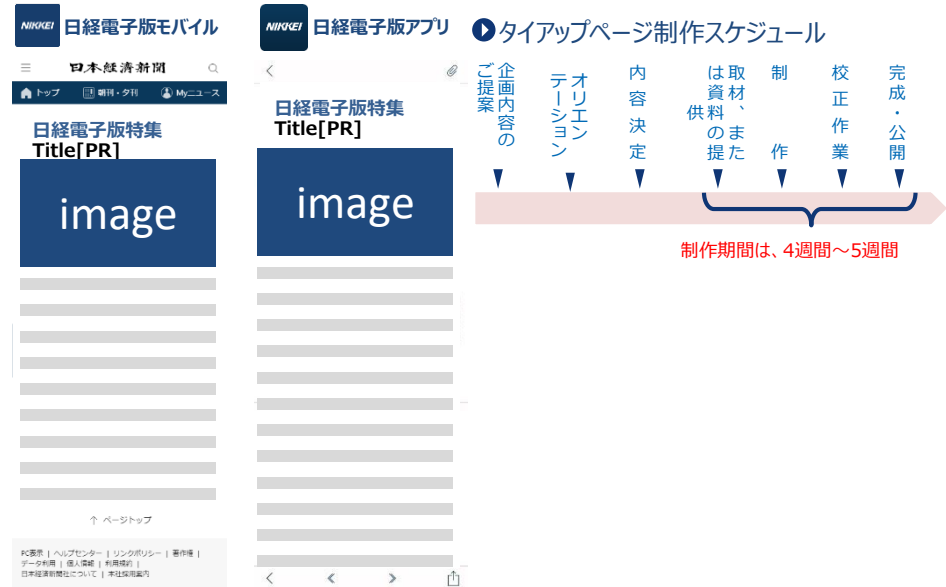 NIKKEI 日経電子版モバイル
日本経済新聞
トップ 朝刊・夕刊 Myニュース
日経電子版特集
Title[PR]
image
ページトップ
PC表示 | ヘルプセンター | リンクポリシー | 著作権 |
データ利用 | 個人情報 | 利用規約 |
日本経済新聞社について | 本社採用案内
NIKKEI 日経電子版アプリ
日経電子版特集
Title[PR]
image
タイアップページ制作スケジュール
企画内容の
ご提案
オリエン
テーション
内容決定
取材、また
は資料の提
供
制作
校正作業
完成・公開
制作期間は、4週間～5週間